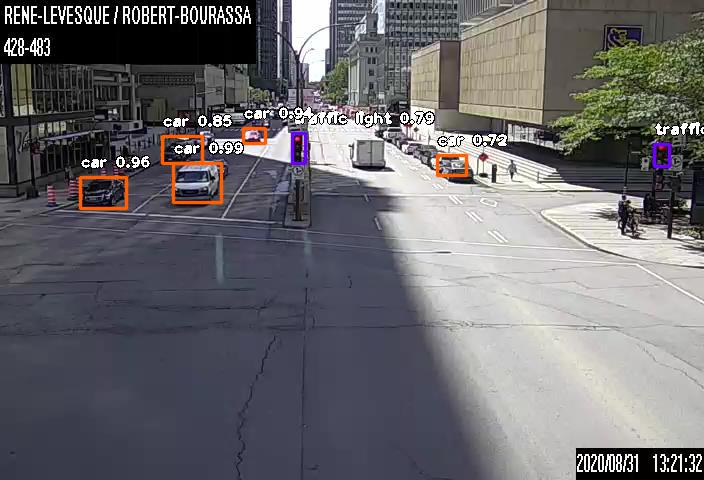 RENE-LEVESQUE / ROBERT-BOURASSA
428-483
car 0.85
car 0.94
traffic light 0.79
car 0.99
car 0.96
car 0.72
traffic
2020/08/31 13:21:32